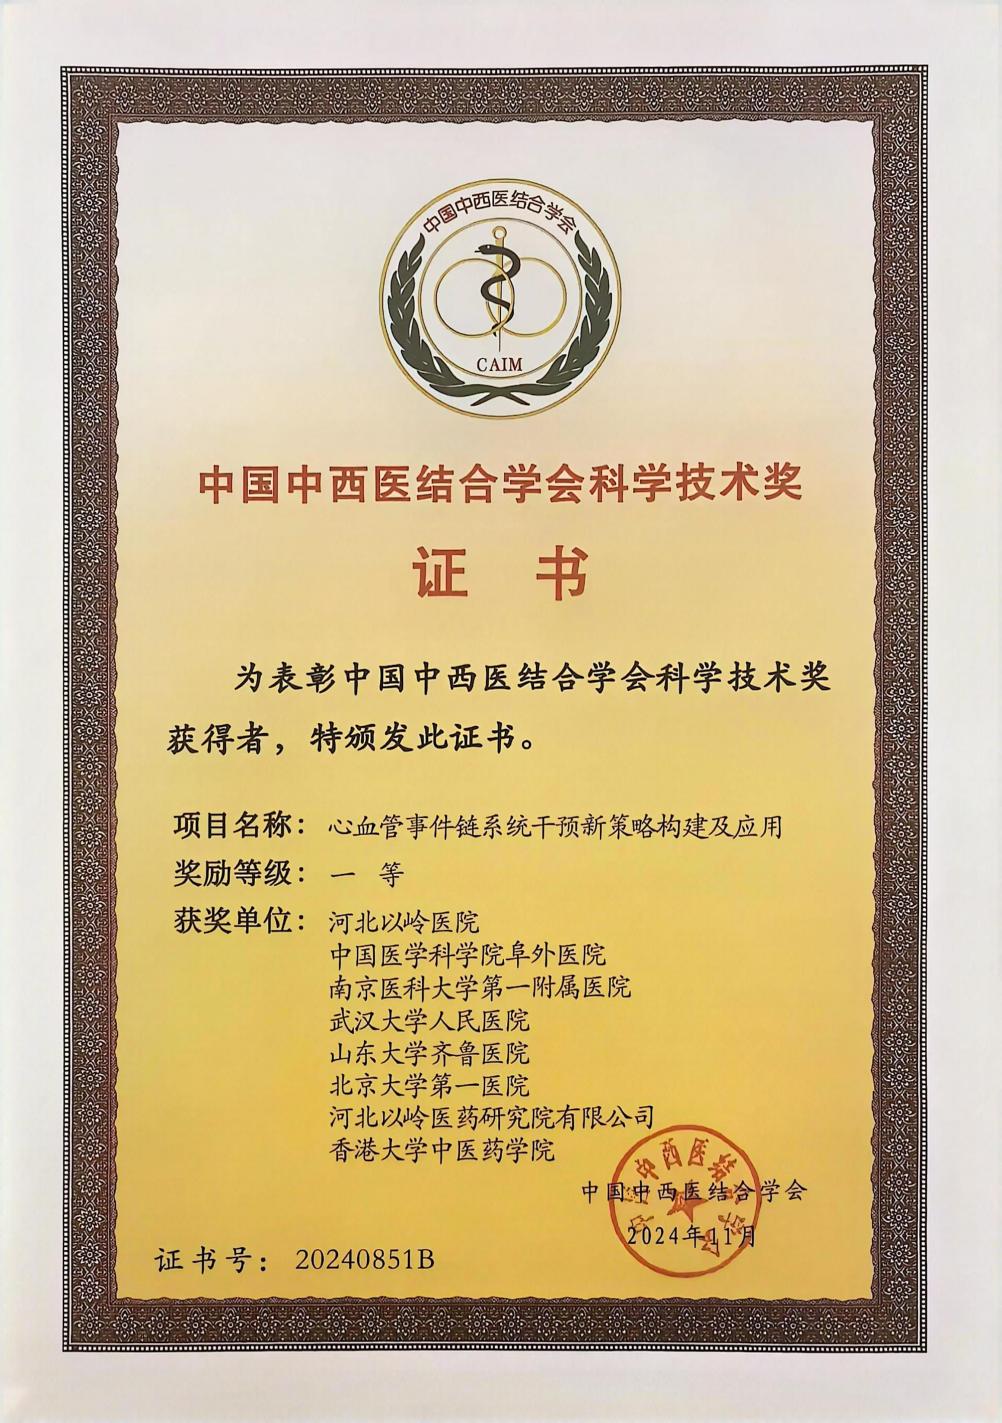 中国中西医结合学会
CAIM
中国中西医结合学会科学技术奖
证 书
为表彰中国中西医结合学会科学技术奖
获得者，特颁发此证书。
项目名称： 心血管事件链系统干预新策略构建及应用
奖励等级： 一 等
获奖单位： 河北以岭医院
中国医学科学院阜外医院
南京医科大学第一附属医院
武汉大学人民医院
山东大学齐鲁医院
北京大学第一医院
河北以岭医药研究院有限公司
香港大学中医药学院
中国中西医结合学会
2024年11月
证书号： 20240851B